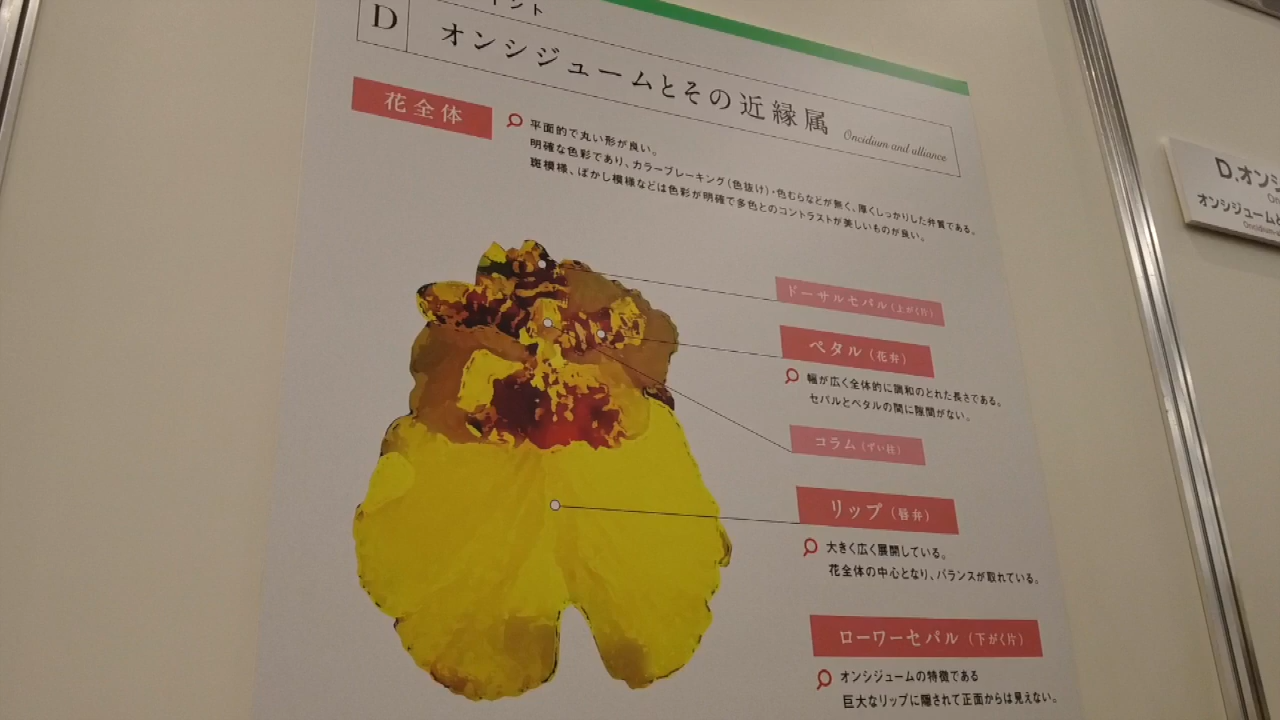 イント
D
オンシジュームとその近縁属
Oncidium and alliance
花全体
平面的で丸い形が良い。
明確な色彩であり、カラーブレーキング(色抜け)・色むらなどが無く、厚くしっかりした弁質である。
斑模様、ぼかし模様などは色彩が明確で多色とのコントラストが美しいものが良い。
ドーサルセパル(上がく片)
ペタル(花弁)
幅が広く全体的に調和のとれた長さである。
セパルとペタルの間に隙間がない。
コラム(ずい柱)
リップ(唇弁)
大きく広く展開している。
花全体の中心となり、バランスが取れている。
ローワーセパル(下がく片)
オンシジュームの特徴である
巨大なリップに隠されて正面からは見えない。
D.オンシ
オンシジュームと